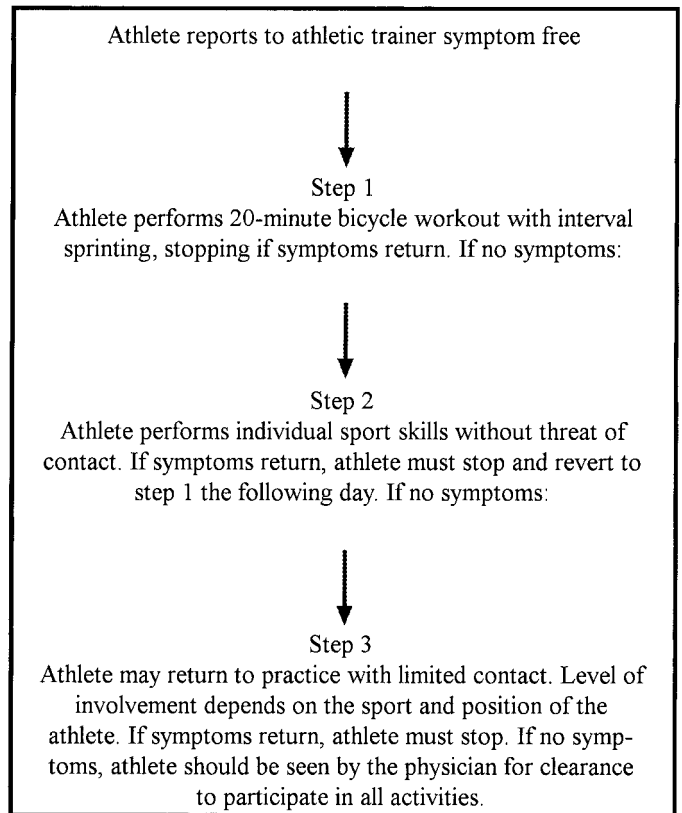 Athlete reports to athletic trainer symptom free
Step 1
Athlete performs 20-minute bicycle workout with interval
sprinting, stopping if symptoms return. If no symptoms:
Step 2
Athlete performs individual sport skills without threat of
contact. If symptoms return, athlete must stop and revert to
step 1 the following day. If no symptoms:
Step 3
Athlete may return to practice with limited contact. Level of
involvement depends on the sport and position of the
athlete. If symptoms return, athlete must stop. If no symp-
toms, athlete should be seen by the physician for clearance
to participate in all activities.